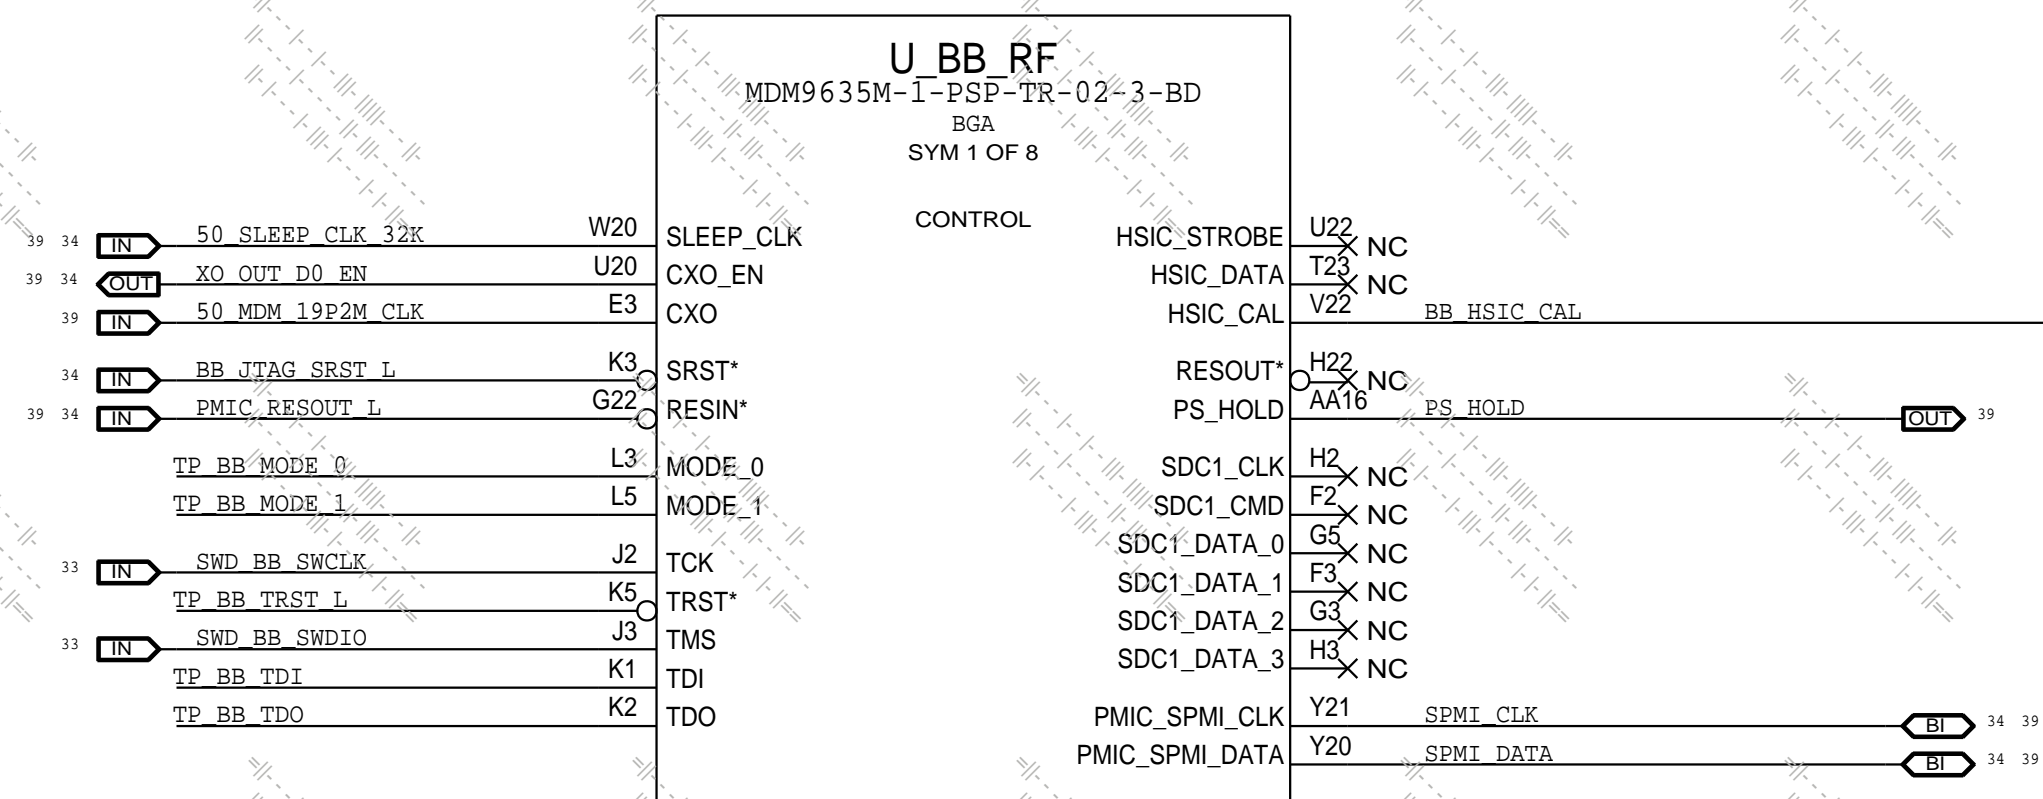 U_BB_RF
MDM9635M-1-PSP-TR-02-3-BD
BGA
SYM 1 OF 8
CONTROL
39 34 IN 50_SLEEP_CLK_32K W20 SLEEP_CLK HSIC_STROBE U22 NC
39 34 OUT XO_OUT_D0_EN U20 CXO_EN HSIC_DATA T23 NC
39 IN 50_MDM_19P2M_CLK E3 CXO HSIC_CAL V22 BB_HSIC_CAL
34 IN BB_JTAG_SRST_L K3 SRST* RESOUT* H22 NC
39 34 IN PMIC_RESOUT_L G22 RESIN* PS_HOLD AA16 PS_HOLD OUT 39
TP_BB_MODE_0 L3 MODE_0 SDC1_CLK H2 NC
TP_BB_MODE_1 L5 MODE_1 SDC1_CMD F2 NC
SDC1_DATA_0 G5 NC
33 IN SWD_BB_SWCLK J2 TCK SDC1_DATA_1 F3 NC
TP_BB_TRST_L K5 TRST* SDC1_DATA_2 G3 NC
33 IN SWD_BB_SWDIO J3 TMS SDC1_DATA_3 H3 NC
TP_BB_TDI K1 TDI
TP_BB_TDO K2 TDO PMIC_SPMI_CLK Y21 SPMI_CLK BI 34 39
PMIC_SPMI_DATA Y20 SPMI_DATA BI 34 39